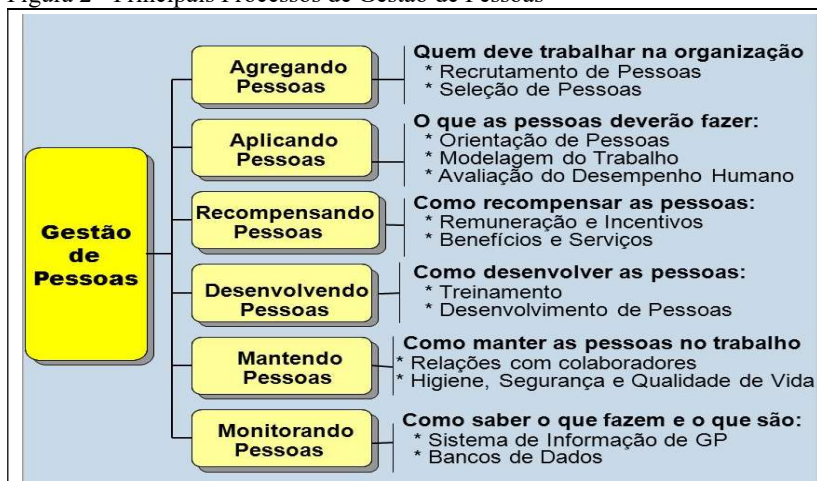 Figura 2 - Principais Processos de Gestão de Pessoas
Gestão
de
Pessoas
Agregando
Pessoas
Quem deve trabalhar na organização
* Recrutamento de Pessoas
* Seleção de Pessoas
Aplicando
Pessoas
O que as pessoas deverão fazer:
* Orientação de Pessoas
* Modelagem do Trabalho
* Avaliação do Desempenho Humano
Recompensando
Pessoas
Como recompensar as pessoas:
* Remuneração e Incentivos
* Benefícios e Serviços
Desenvolvendo
Pessoas
Como desenvolver as pessoas:
* Treinamento
* Desenvolvimento de Pessoas
Mantendo
Pessoas
Como manter as pessoas no trabalho
* Relações com colaboradores
* Higiene, Segurança e Qualidade de Vida
Monitorando
Pessoas
Como saber o que fazem e o que são:
* Sistema de Informação de GP
* Bancos de Dados